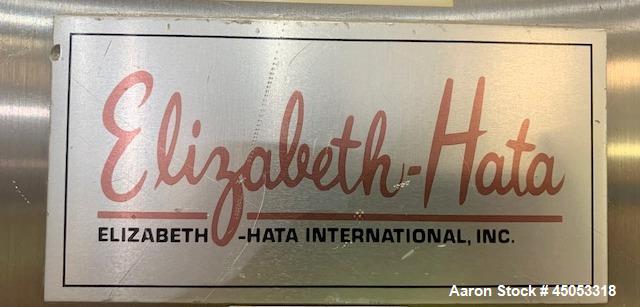 Elizabeth-Hata
ELIZABETH-HATA INTERNATIONAL, INC.
Aaron Stock # 45053318